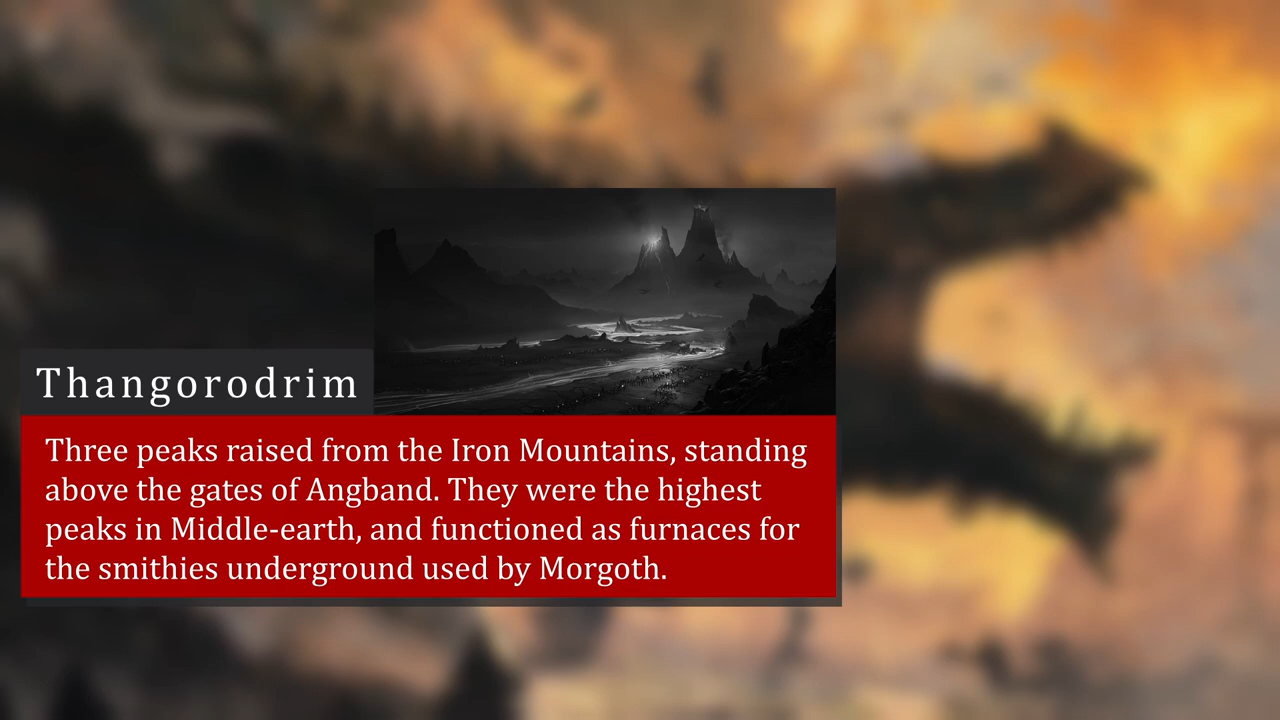 Thangorodrim
Three peaks raised from the Iron Mountains, standing
above the gates of Angband. They were the highest
peaks in Middle-earth, and functioned as furnaces for
the smithies underground used by Morgoth.